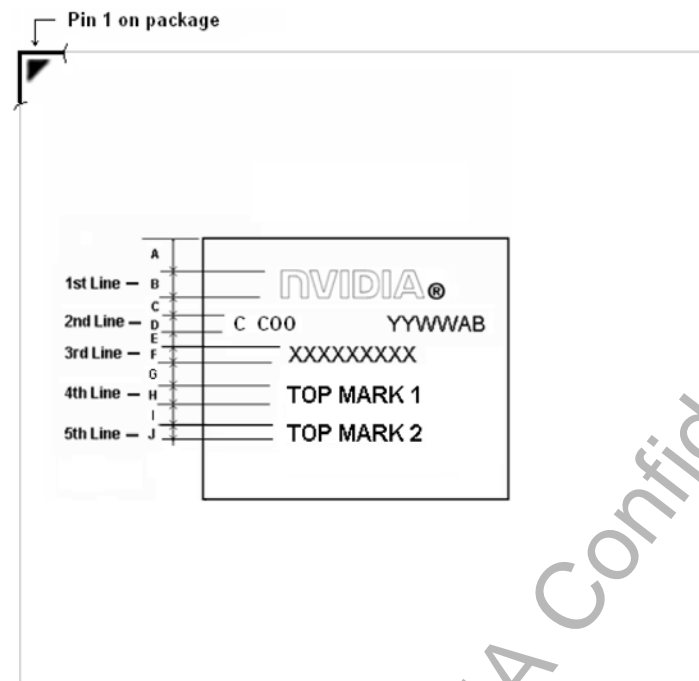 Pin 1 on package
A
1st Line – B
NVIDIA®
C
2nd Line – D
C COO YYWWAB
E
3rd Line – F
XXXXXXXXX
G
4th Line – H
TOP MARK 1
I
5th Line – J
TOP MARK 2